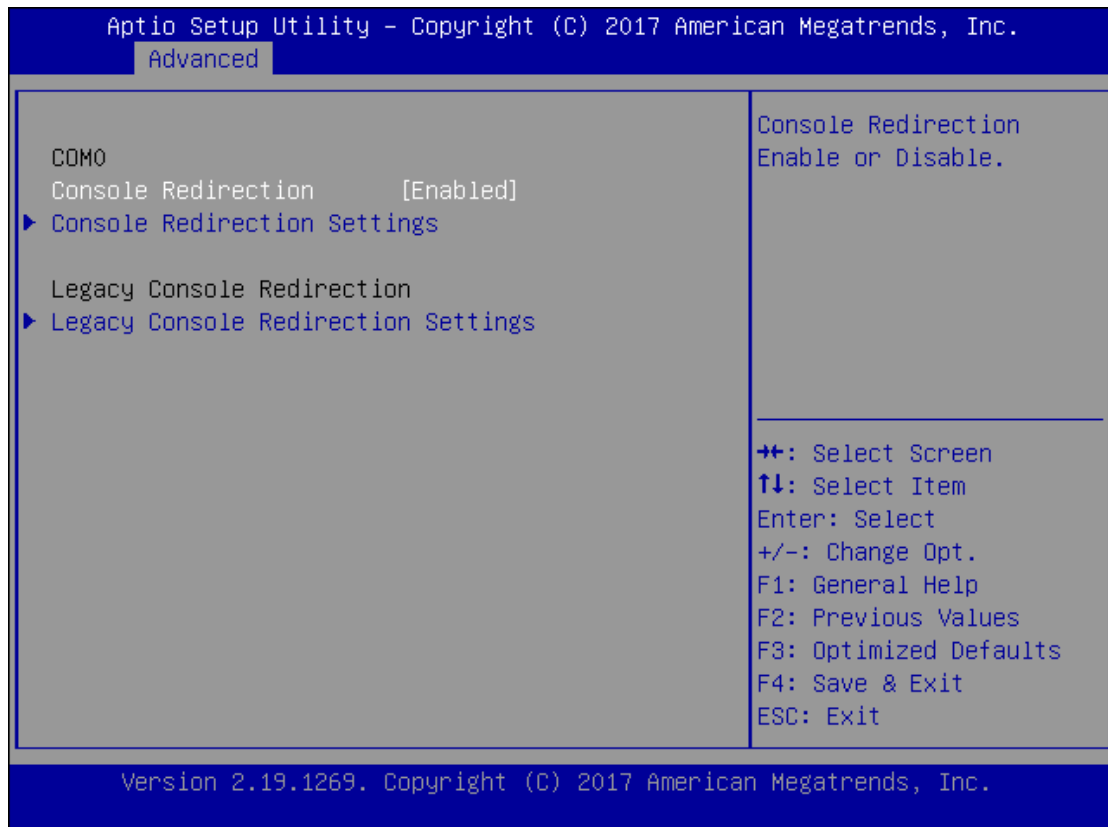 Aptio Setup Utility – Copyright (C) 2017 American Megatrends, Inc.
Advanced
COM0
Console Redirection [Enabled]
▶ Console Redirection Settings
Legacy Console Redirection
▶ Legacy Console Redirection Settings
Console Redirection
Enable or Disable.
→←: Select Screen
↑↓: Select Item
Enter: Select
+/-: Change Opt.
F1: General Help
F2: Previous Values
F3: Optimized Defaults
F4: Save & Exit
ESC: Exit
Version 2.19.1269. Copyright (C) 2017 American Megatrends, Inc.